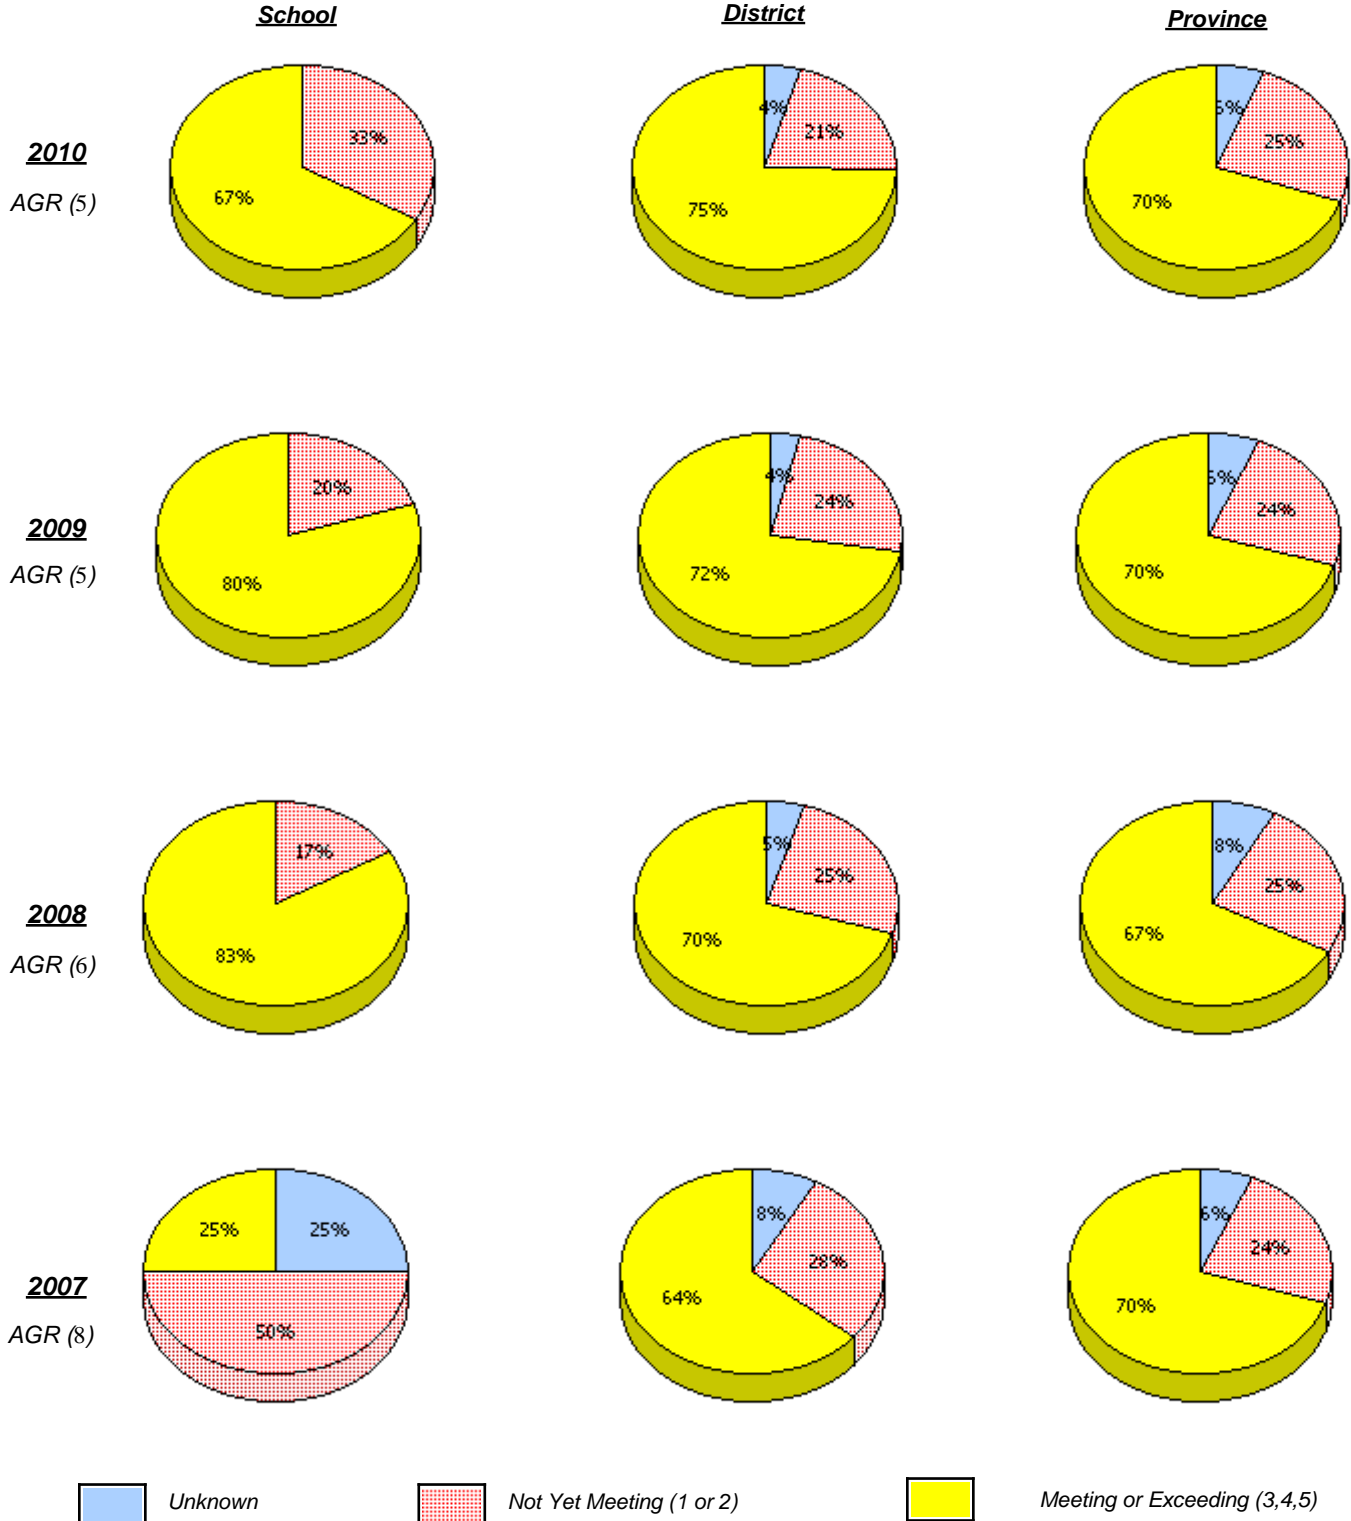 School District Province
4% 5%
33% 21% 25%
2010
AGR (5)
67% 75% 70%
4% 6%
20% 24% 24%
2009
AGR (5)
80% 72% 70%
5% 8%
17% 25% 25%
2008
AGR (6)
83% 70% 67%
8% 6%
25% 25% 28% 24%
2007
64% 70%
AGR (8)
50%
Unknown Not Yet Meeting (1 or 2) Meeting or Exceeding (3,4,5)